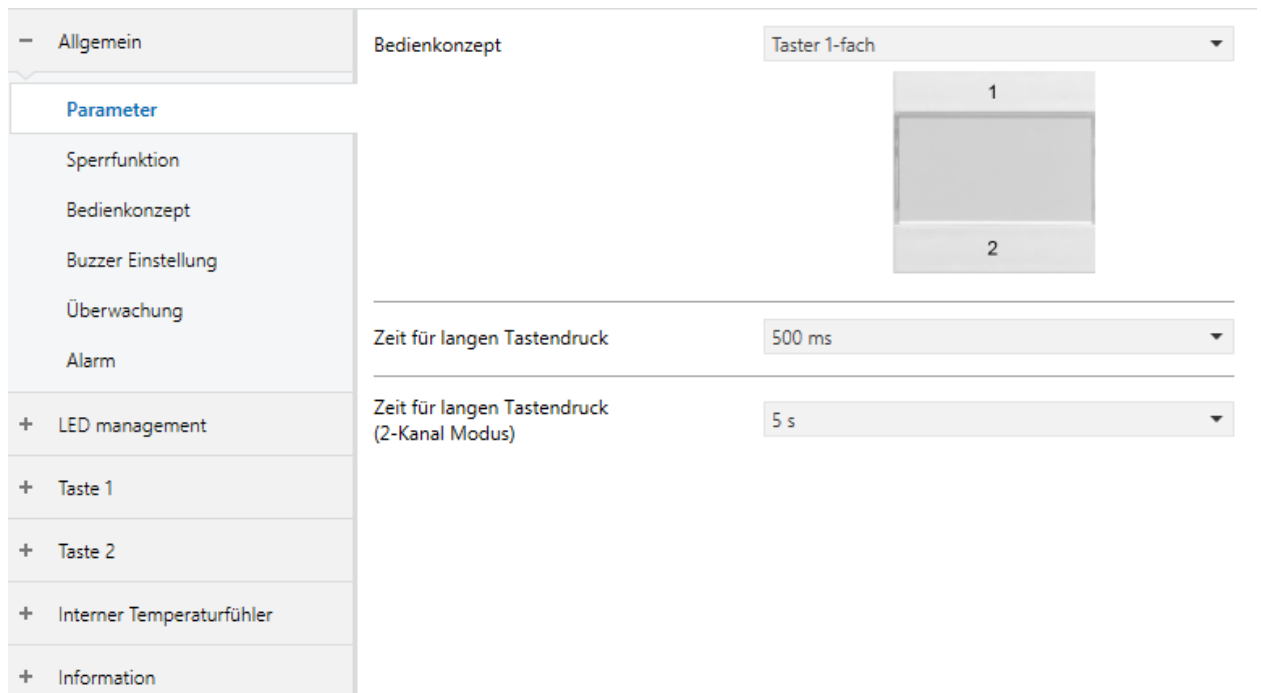 − Allgemein
Parameter
Sperrfunktion
Bedienkonzept
Buzzer Einstellung
Überwachung
Alarm
+ LED management
+ Taste 1
+ Taste 2
+ Interner Temperaturfühler
+ Information
Bedienkonzept
Taster 1-fach
1
2
Zeit für langen Tastendruck
500 ms
Zeit für langen Tastendruck
(2-Kanal Modus)
5 s